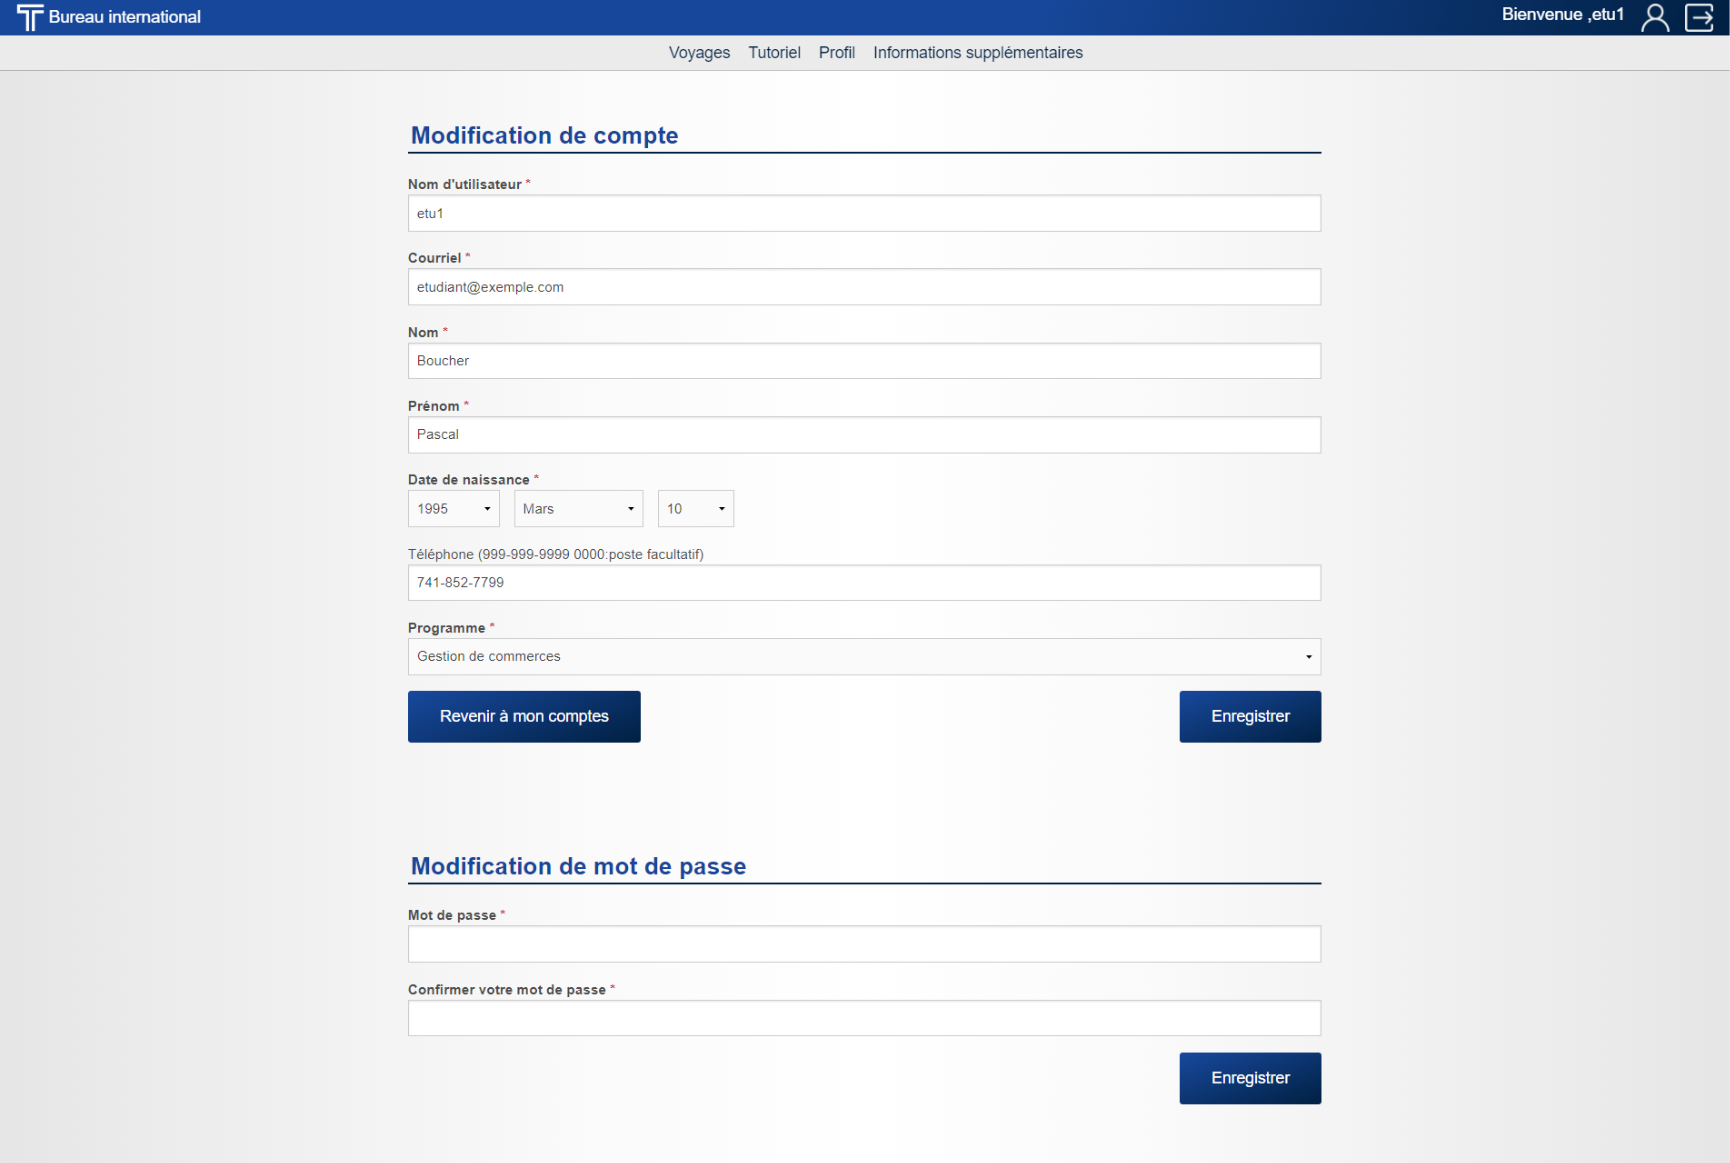 Bureau international
Bienvenue ,etu1
Voyages Tutoriel Profil Informations supplémentaires
Modification de compte
Nom d'utilisateur *
etu1
Courriel *
etudiant@exemple.com
Nom *
Boucher
Prénom *
Pascal
Date de naissance *
1995 Mars 10
Téléphone (999-999-9999 0000:poste facultatif)
741-852-7799
Programme *
Gestion de commerces
Revenir à mon comptes Enregistrer
Modification de mot de passe
Mot de passe *
Confirmer votre mot de passe *
Enregistrer